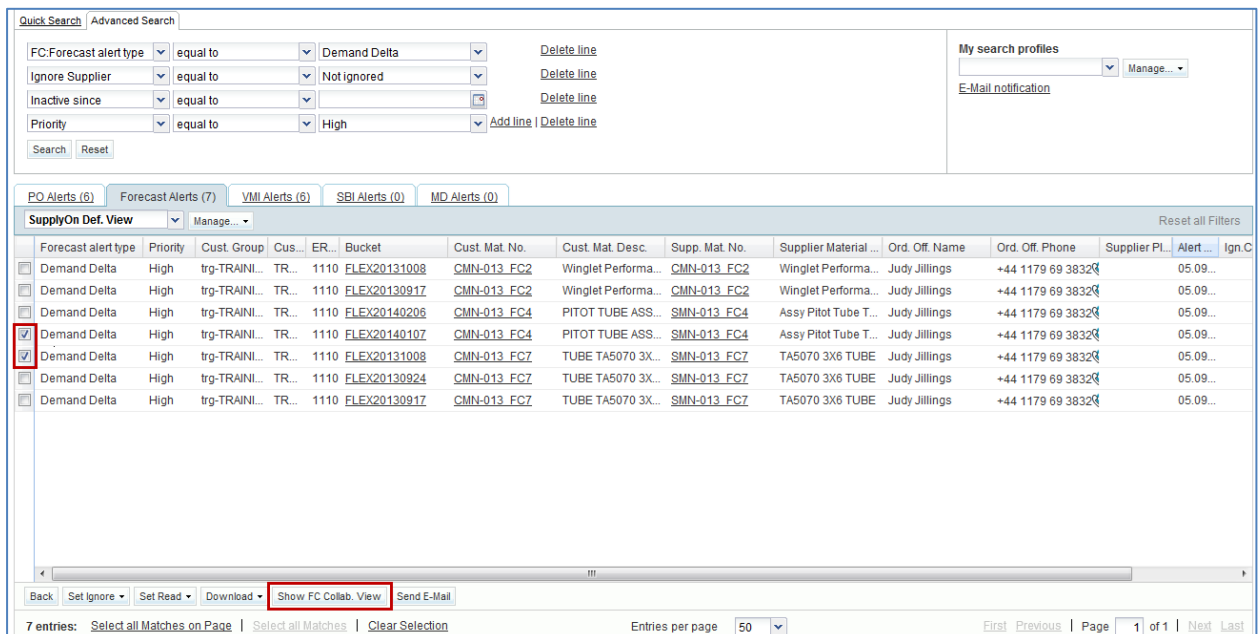 Quick Search Advanced Search
FC:Forecast alert type equal to Demand Delta Delete line
Ignore Supplier equal to Not ignored Delete line
Inactive since equal to Delete line
Priority equal to High Add line | Delete line
Search Reset
My search profiles
Manage...
E-Mail notification
PO Alerts (6) Forecast Alerts (7) VMI Alerts (6) SBI Alerts (0) MD Alerts (0)
SupplyOn Def. View Manage... Reset all Filters
Forecast alert type Priority Cust. Group Cus... ER... Bucket Cust. Mat. No. Cust. Mat. Desc. Supp. Mat. No. Supplier Material ... Ord. Off. Name Ord. Off. Phone Supplier Pl... Alert ... Ign.C
Demand Delta High trg-TRAINI... TR... 1110 FLEX20131008 CMN-013_FC2 Winglet Performa... CMN-013_FC2 Winglet Performa... Judy Jillings +44 1179 69 3832 05.09...
Demand Delta High trg-TRAINI... TR... 1110 FLEX20130917 CMN-013_FC2 Winglet Performa... CMN-013_FC2 Winglet Performa... Judy Jillings +44 1179 69 3832 05.09...
Demand Delta High trg-TRAINI... TR... 1110 FLEX20140206 CMN-013_FC4 PITOT TUBE ASS... SMN-013_FC4 Assy Pitot Tube T... Judy Jillings +44 1179 69 3832 05.09...
Demand Delta High trg-TRAINI... TR... 1110 FLEX20140107 CMN-013_FC4 PITOT TUBE ASS... SMN-013_FC4 Assy Pitot Tube T... Judy Jillings +44 1179 69 3832 05.09...
Demand Delta High trg-TRAINI... TR... 1110 FLEX20131008 CMN-013_FC7 TUBE TA5070 3X... SMN-013_FC7 TA5070 3X6 TUBE Judy Jillings +44 1179 69 3832 05.09...
Demand Delta High trg-TRAINI... TR... 1110 FLEX20130924 CMN-013_FC7 TUBE TA5070 3X... SMN-013_FC7 TA5070 3X6 TUBE Judy Jillings +44 1179 69 3832 05.09...
Demand Delta High trg-TRAINI... TR... 1110 FLEX20130917 CMN-013_FC7 TUBE TA5070 3X... SMN-013_FC7 TA5070 3X6 TUBE Judy Jillings +44 1179 69 3832 05.09...
Back Set Ignore Set Read Download Show FC Collab. View Send E-Mail
7 entries: Select all Matches on Page | Select all Matches | Clear Selection Entries per page 50 First Previous | Page 1 of 1 | Next Last